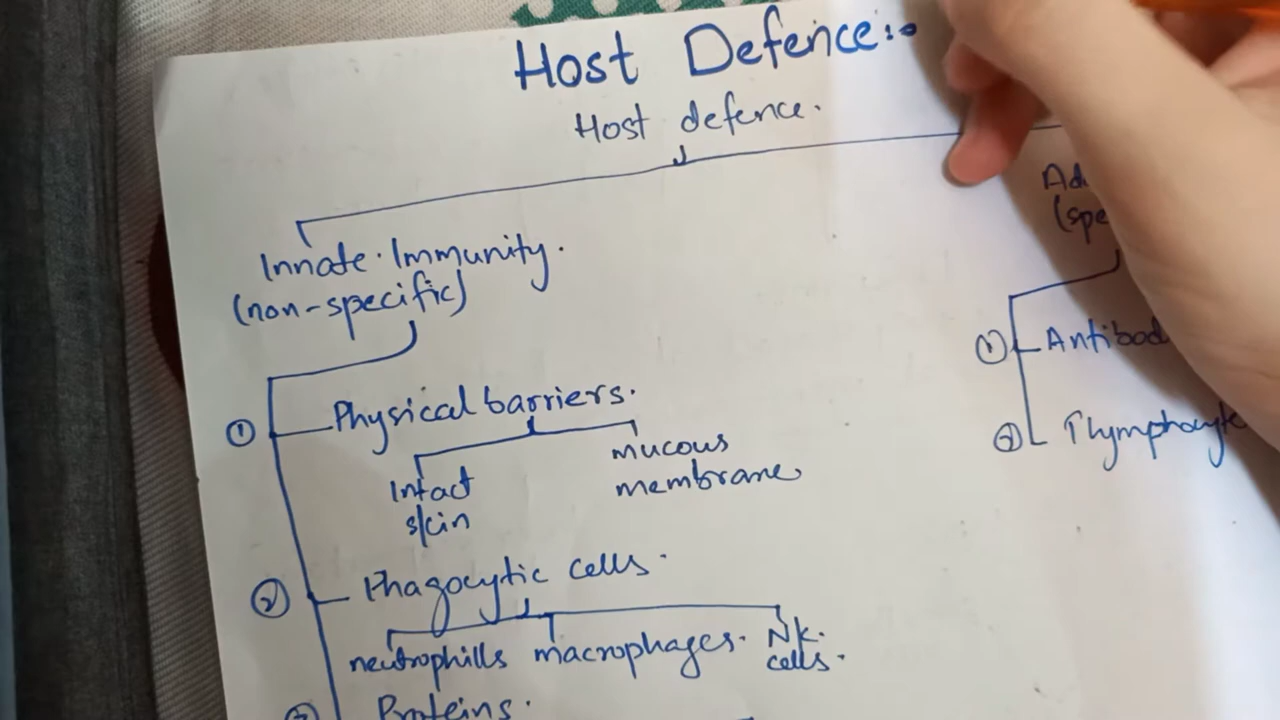 Host Defence:-
Host defence.
Innate Immunity.
(non-specific)
① Physical barriers.
Intact
skin
mucous
membrane
② Phagocytic cells.
neutrophills macrophages. NK.
cells.
Proteins.
①
②